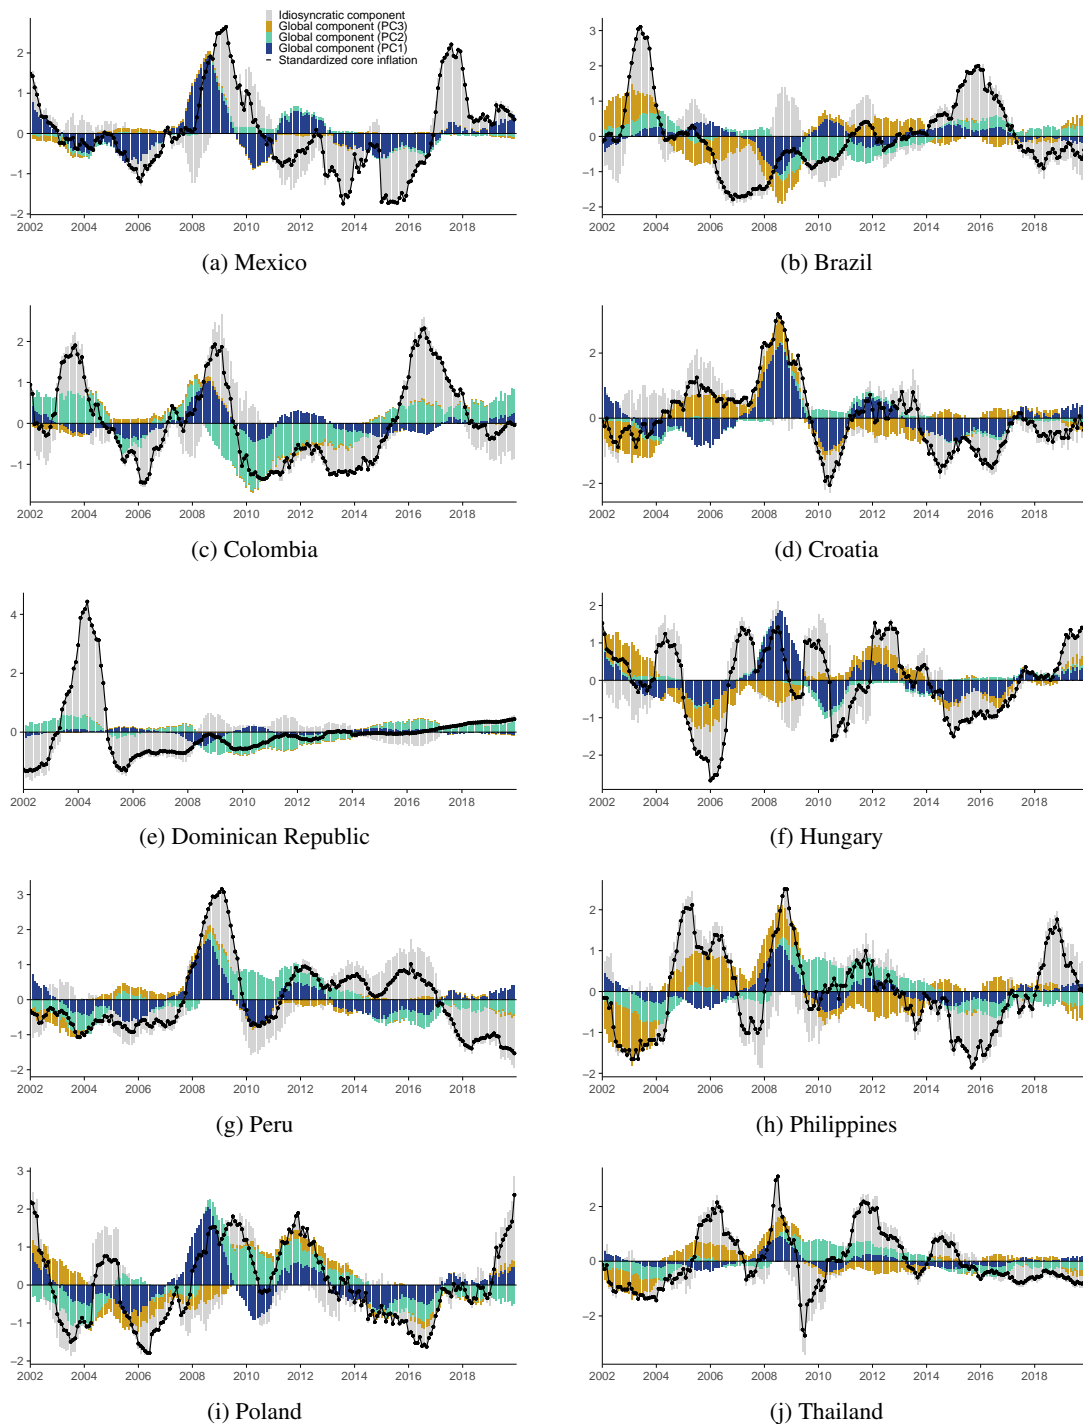 Idiosyncratic component
Global component (PC3)
Global component (PC2)
Global component (PC1)
Standardized core inflation
2
1
0
−1
−2
2002 2004 2006 2008 2010 2012 2014 2016 2018
(a) Mexico
3
2
1
0
−1
−2
2002 2004 2006 2008 2010 2012 2014 2016 2018
(b) Brazil
2
1
0
−1
2002 2004 2006 2008 2010 2012 2014 2016 2018
(c) Colombia
2
0
−2
2002 2004 2006 2008 2010 2012 2014 2016 2018
(d) Croatia
4
2
0
2002 2004 2006 2008 2010 2012 2014 2016 2018
(e) Dominican Republic
2
1
0
−1
−2
2002 2004 2006 2008 2010 2012 2014 2016 2018
(f) Hungary
3
2
1
0
−1
−2
2002 2004 2006 2008 2010 2012 2014 2016 2018
(g) Peru
2
1
0
−1
−2
2002 2004 2006 2008 2010 2012 2014 2016 2018
(h) Philippines
3
2
1
0
−1
−2
2002 2004 2006 2008 2010 2012 2014 2016 2018
(i) Poland
2
0
−2
2002 2004 2006 2008 2010 2012 2014 2016 2018
(j) Thailand